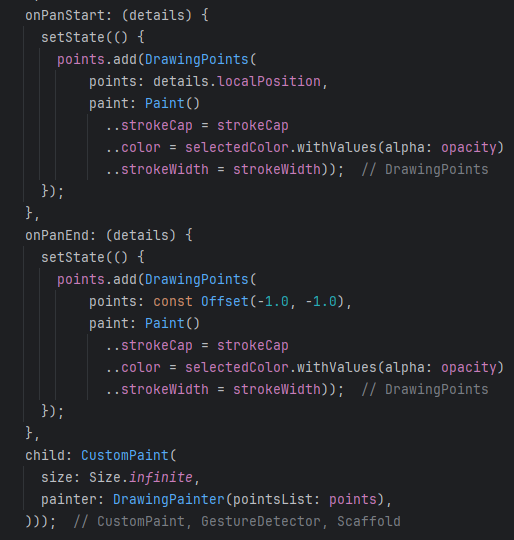 onPanStart: (details) {
  setState(() {
    points.add(DrawingPoints(
        points: details.localPosition,
        paint: Paint()
          ..strokeCap = strokeCap
          ..color = selectedColor.withValues(alpha: opacity)
          ..strokeWidth = strokeWidth));  // DrawingPoints
  });
},
onPanEnd: (details) {
  setState(() {
    points.add(DrawingPoints(
        points: const Offset(-1.0, -1.0),
        paint: Paint()
          ..strokeCap = strokeCap
          ..color = selectedColor.withValues(alpha: opacity)
          ..strokeWidth = strokeWidth));  // DrawingPoints
  });
},
child: CustomPaint(
  size: Size.infinite,
  painter: DrawingPainter(pointsList: points),
)));  // CustomPaint, GestureDetector, Scaffold